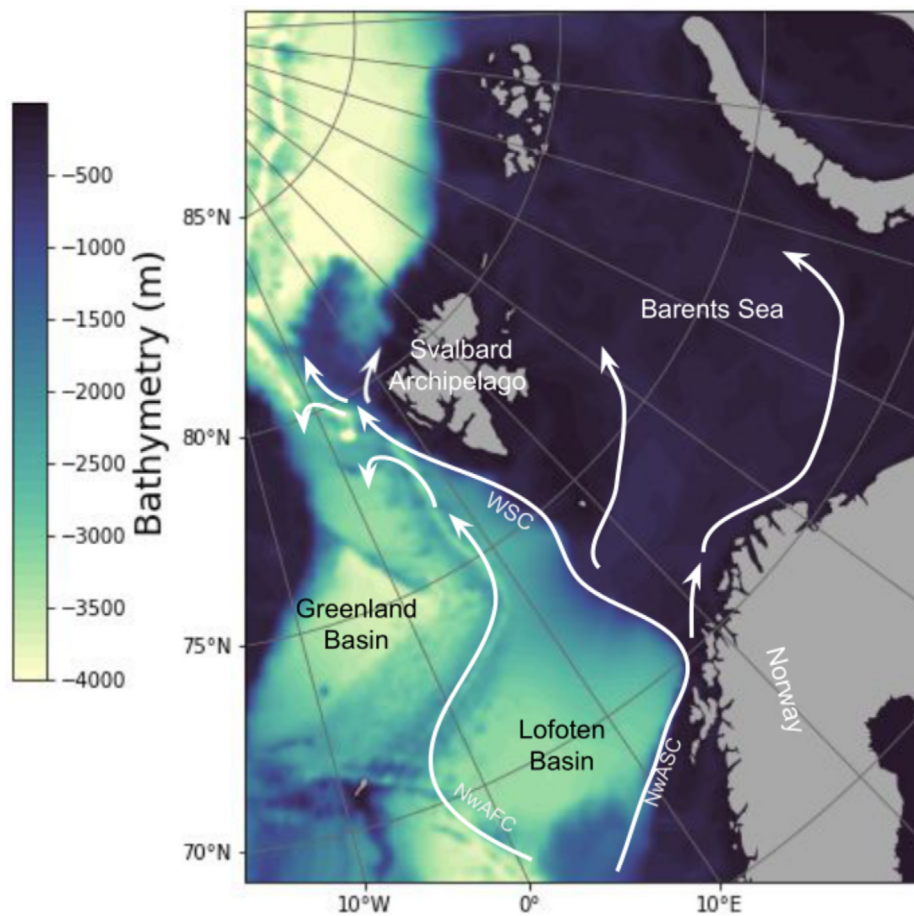 Bathymetry (m)
−500
−1000
−1500
−2000
−2500
−3000
−3500
−4000
85°N
80°N
75°N
70°N
10°W
0°
10°E
Barents Sea
Svalbard
Archipelago
WSC
Greenland
Basin
Norway
Lofoten
Basin
NwASC
NwAFC